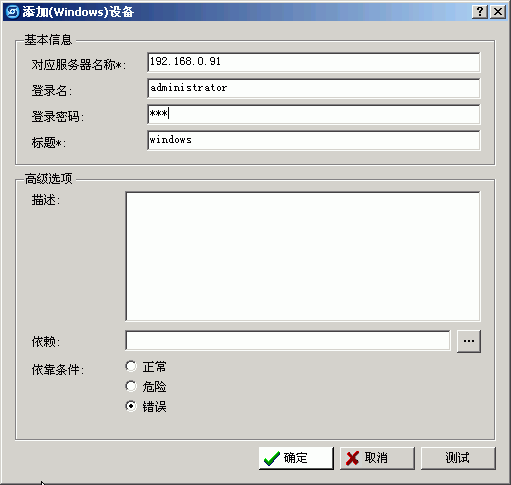 添加(Windows)设备
基本信息
对应服务器名称*: 192.168.0.91
登录名: administrator
登录密码: ***
标题*: windows
高级选项
描述:
依赖: ...
依靠条件: 正常
危险
错误
确定 取消 测试